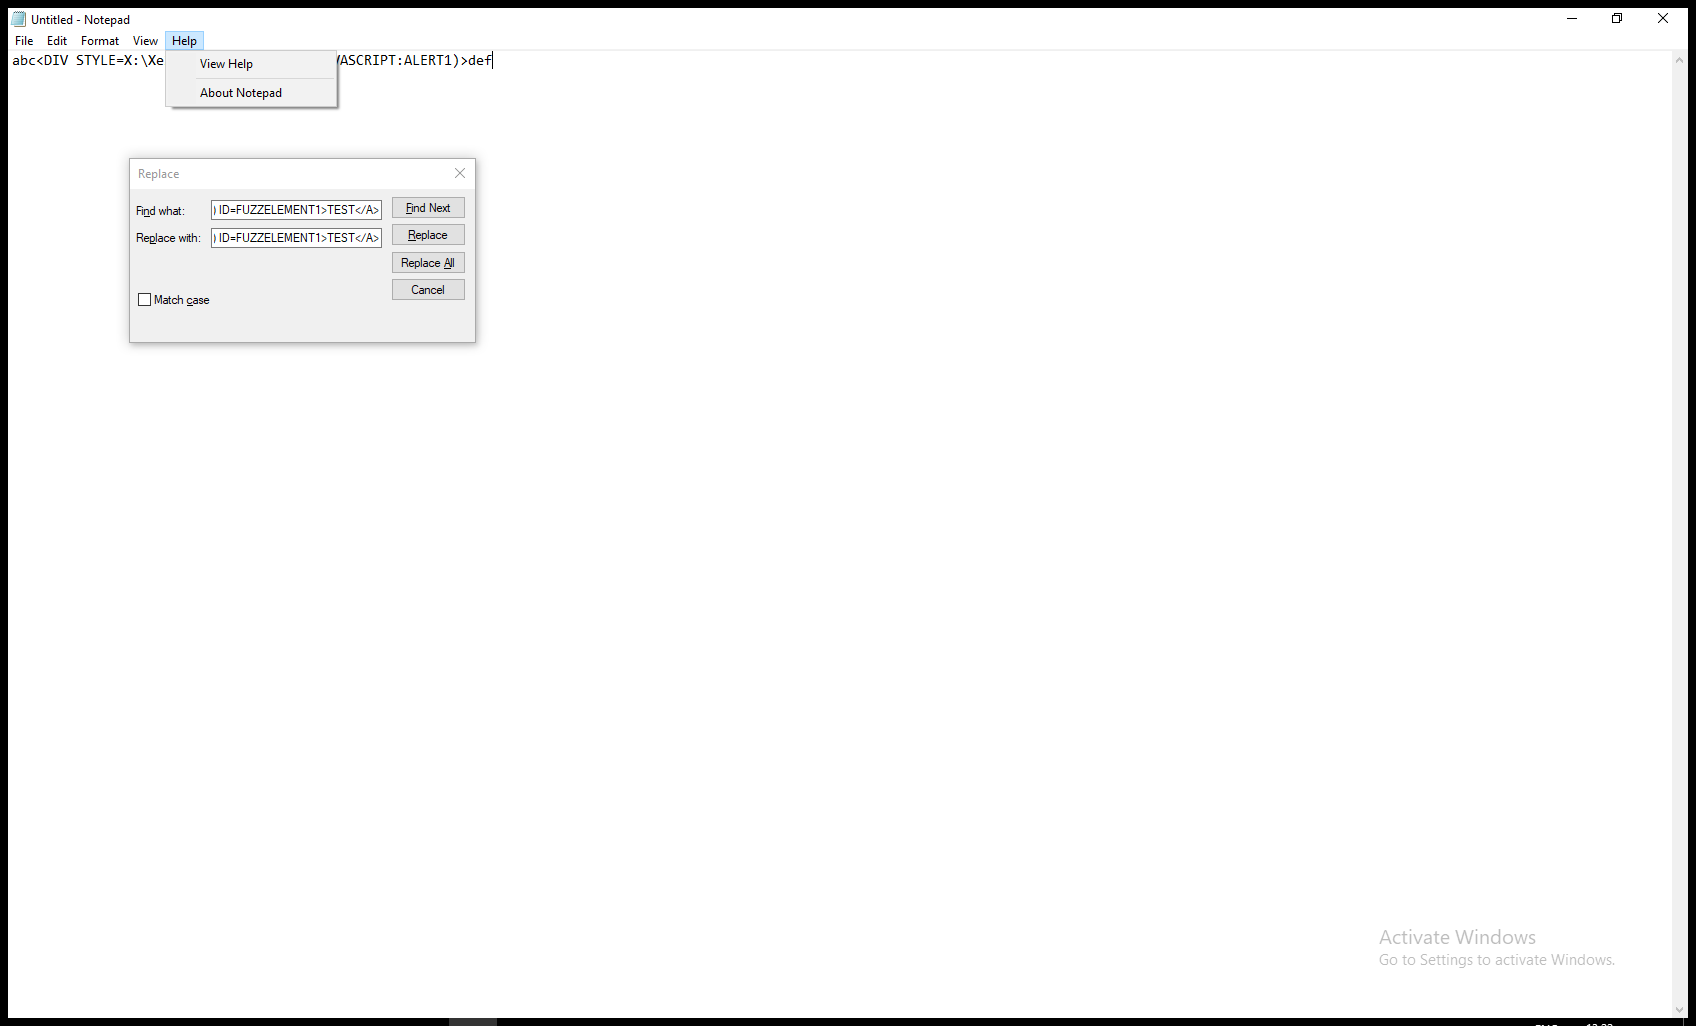 Untitled - Notepad
File Edit Format View Help
abc<DIV STYLE=X:\Xe ASCRIPT:ALERT1)>def
View Help
About Notepad
Replace
Find what: ) ID=FUZZELEMENT1>TEST</A> Find Next
Replace with: ) ID=FUZZELEMENT1>TEST</A> Replace
Replace All
Cancel
Match case
Activate Windows
Go to Settings to activate Windows.